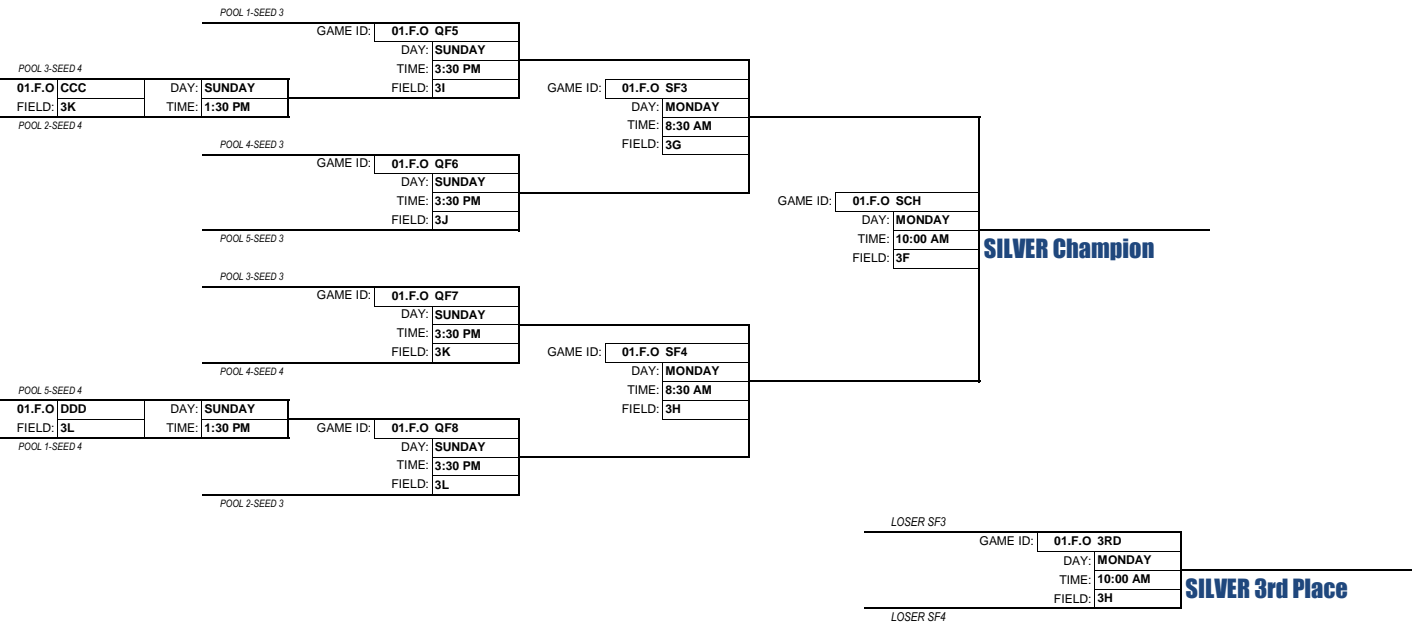 POOL 1-SEED 3
GAME ID: 01.F.O QF5
DAY: SUNDAY
TIME: 3:30 PM
FIELD: 3I
POOL 3-SEED 4
01.F.O CCC DAY: SUNDAY
FIELD: 3K TIME: 1:30 PM
POOL 2-SEED 4
GAME ID: 01.F.O SF3
DAY: MONDAY
TIME: 8:30 AM
FIELD: 3G
POOL 4-SEED 3
GAME ID: 01.F.O QF6
DAY: SUNDAY
TIME: 3:30 PM
FIELD: 3J
POOL 5-SEED 3
GAME ID: 01.F.O SCH
DAY: MONDAY
TIME: 10:00 AM
FIELD: 3F
SILVER Champion
POOL 3-SEED 3
GAME ID: 01.F.O QF7
DAY: SUNDAY
TIME: 3:30 PM
FIELD: 3K
POOL 4-SEED 4
GAME ID: 01.F.O SF4
DAY: MONDAY
TIME: 8:30 AM
FIELD: 3H
POOL 5-SEED 4
01.F.O DDD DAY: SUNDAY
FIELD: 3L TIME: 1:30 PM
POOL 1-SEED 4
GAME ID: 01.F.O QF8
DAY: SUNDAY
TIME: 3:30 PM
FIELD: 3L
POOL 2-SEED 3
LOSER SF3
GAME ID: 01.F.O 3RD
DAY: MONDAY
TIME: 10:00 AM
FIELD: 3H
SILVER 3rd Place
LOSER SF4